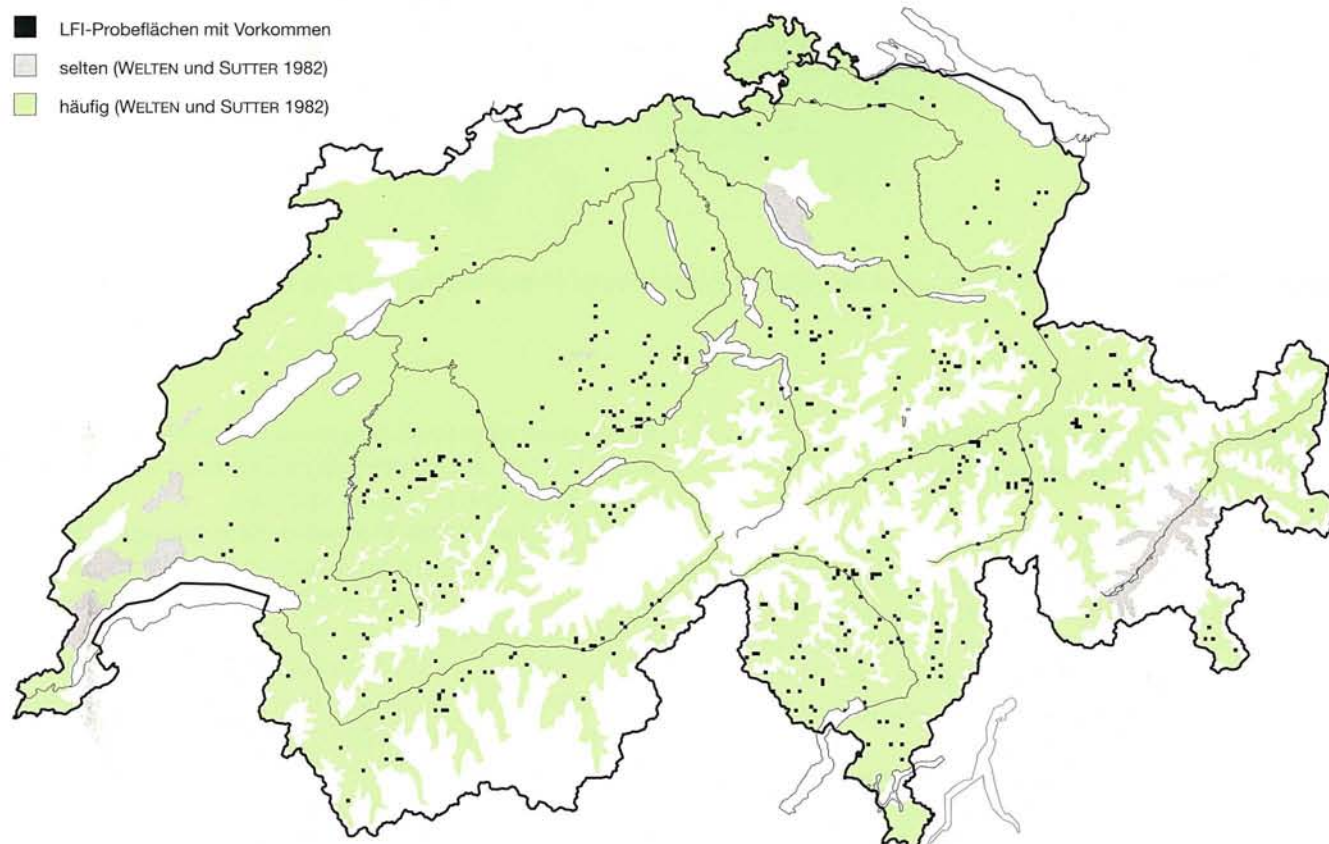 LFI-Probeflächen mit Vorkommen
selten (WELTEN und SUTTER 1982)
häufig (WELTEN und SUTTER 1982)